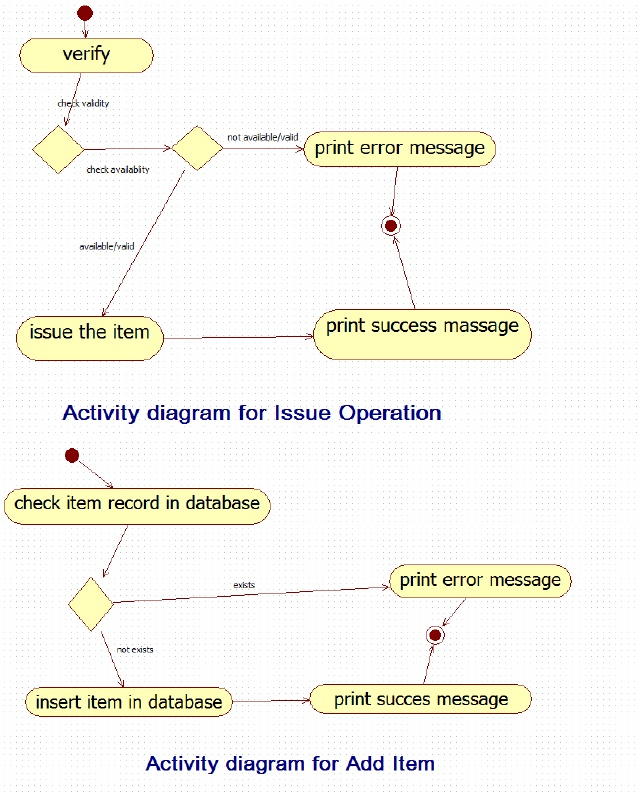 verify
check validity
not available/valid
print error message
check availablity
available/valid
issue the item
print success massage
Activity diagram for Issue Operation
check item record in database
exists
print error message
not exists
insert item in database
print succes message
Activity diagram for Add Item